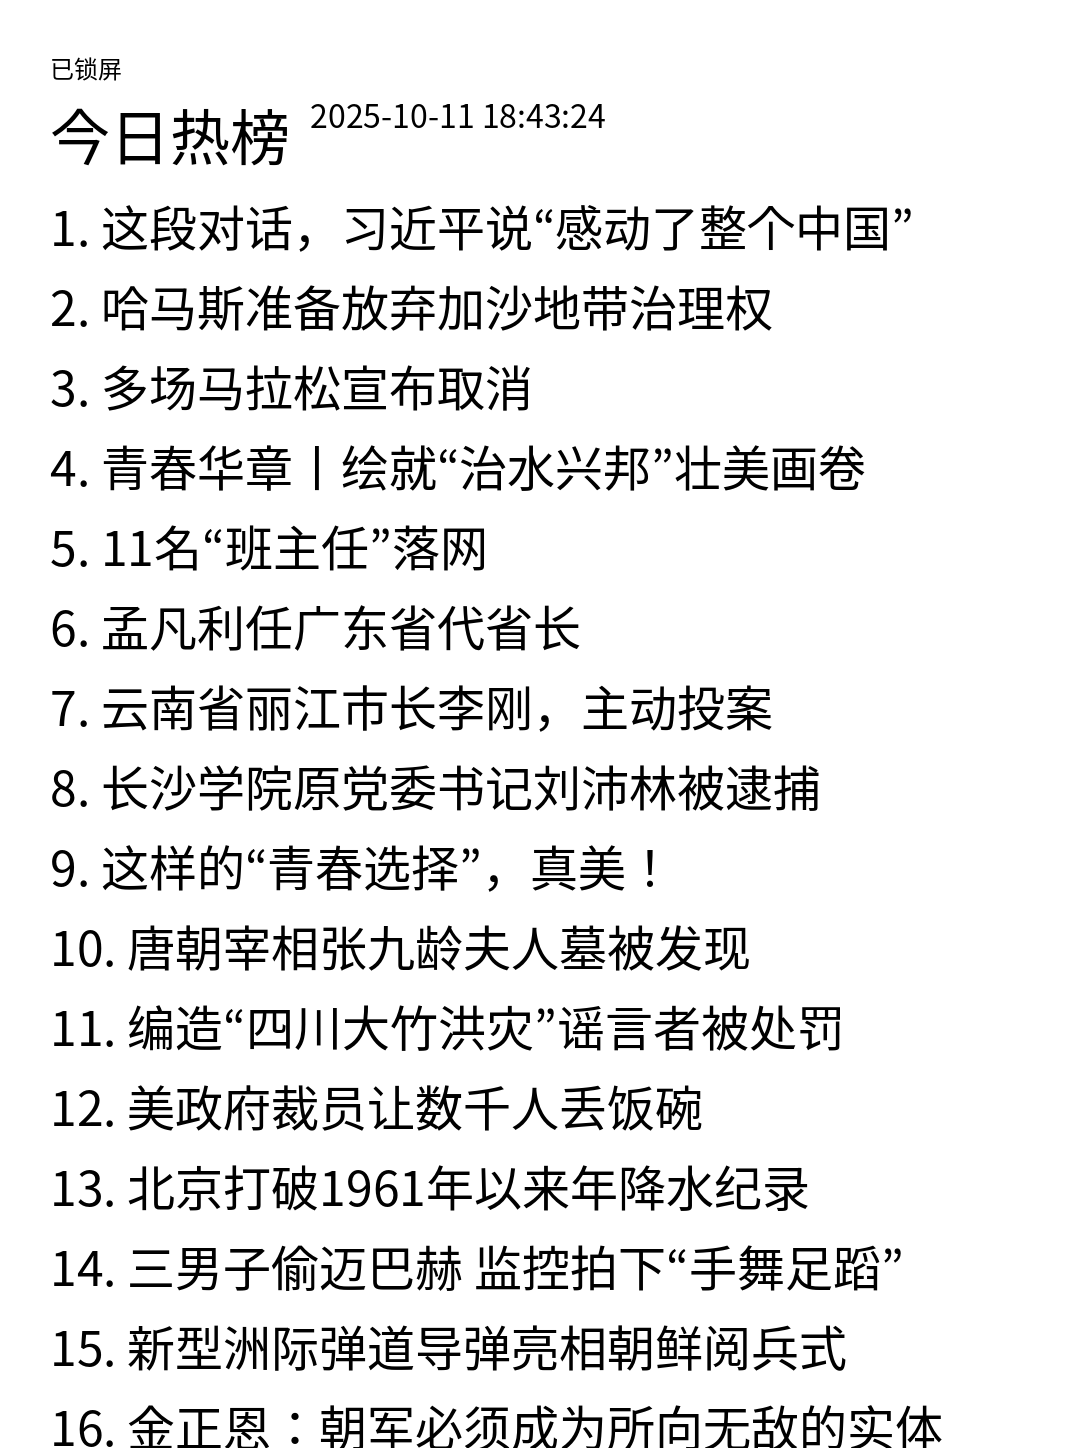 已锁屏
今日热榜 2025-10-11 18:43:24
1. 这段对话，习近平说“感动了整个中国”
2. 哈马斯准备放弃加沙地带治理权
3. 多场马拉松宣布取消
4. 青春华章丨绘就“治水兴邦”壮美画卷
5. 11名“班主任”落网
6. 孟凡利任广东省代省长
7. 云南省丽江市长李刚，主动投案
8. 长沙学院原党委书记刘沛林被逮捕
9. 这样的“青春选择”，真美！
10. 唐朝宰相张九龄夫人墓被发现
11. 编造“四川大竹洪灾”谣言者被处罚
12. 美政府裁员让数千人丢饭碗
13. 北京打破1961年以来年降水纪录
14. 三男子偷迈巴赫 监控拍下“手舞足蹈”
15. 新型洲际弹道导弹亮相朝鲜阅兵式
16. 金正恩：朝军必须成为所向无敌的实体